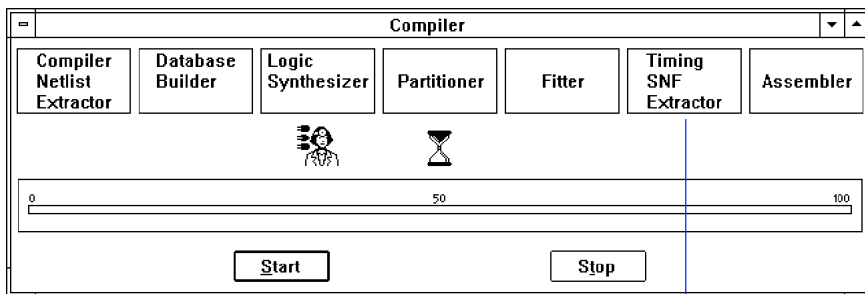 Compiler
Compiler
Netlist
Extractor
Database
Builder
Logic
Synthesizer
Partitioner
Fitter
Timing
SNF
Extractor
Assembler
0 50 100
Start Stop